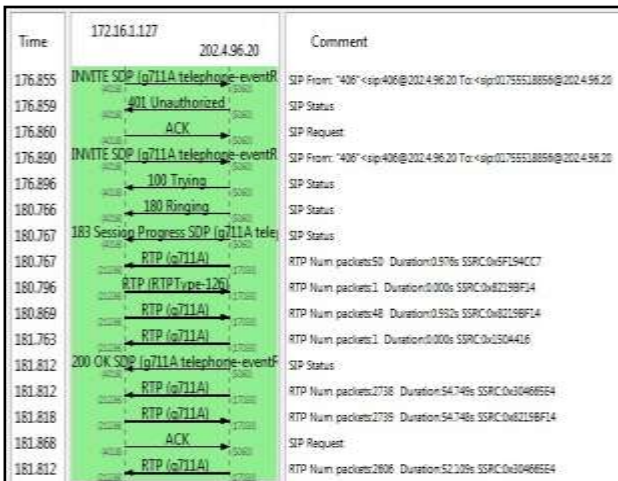 Time 172.16.1.127 202.4.96.20 Comment
176.855 INVITE SDP (g711A telephone-eventR SIP From: "406"<sip:406@202.4.96.20 To:<sip:01755518856@202.4.96.20
176.859 401 Unauthorized SIP Status
176.860 ACK SIP Request
176.890 INVITE SDP (g711A telephone-eventR SIP From: "406"<sip:406@202.4.96.20 To:<sip:01755518856@202.4.96.20
176.896 100 Trying SIP Status
180.766 180 Ringing SIP Status
180.767 183 Session Progress SDP (g711A tele SIP Status
180.767 RTP (g711A) RTP Num packets:50 Duration:0.976s SSRC:0x5F194CC7
180.796 RTP (RTPType-126) RTP Num packets:1 Duration:0.000s SSRC:0x8219BF14
180.869 RTP (g711A) RTP Num packets:48 Duration:0.932s SSRC:0x8219BF14
181.763 RTP (g711A) RTP Num packets:1 Duration:0.000s SSRC:0x1504416
181.812 200 OK SDP (g711A telephone-eventR SIP Status
181.812 RTP (g711A) RTP Num packets:2738 Duration:54.749s SSRC:0x304665E4
181.818 RTP (g711A) RTP Num packets:2739 Duration:54.748s SSRC:0x8219BF14
181.868 ACK SIP Request
181.812 RTP (g711A) RTP Num packets:2606 Duration:52.109s SSRC:0x304665E4